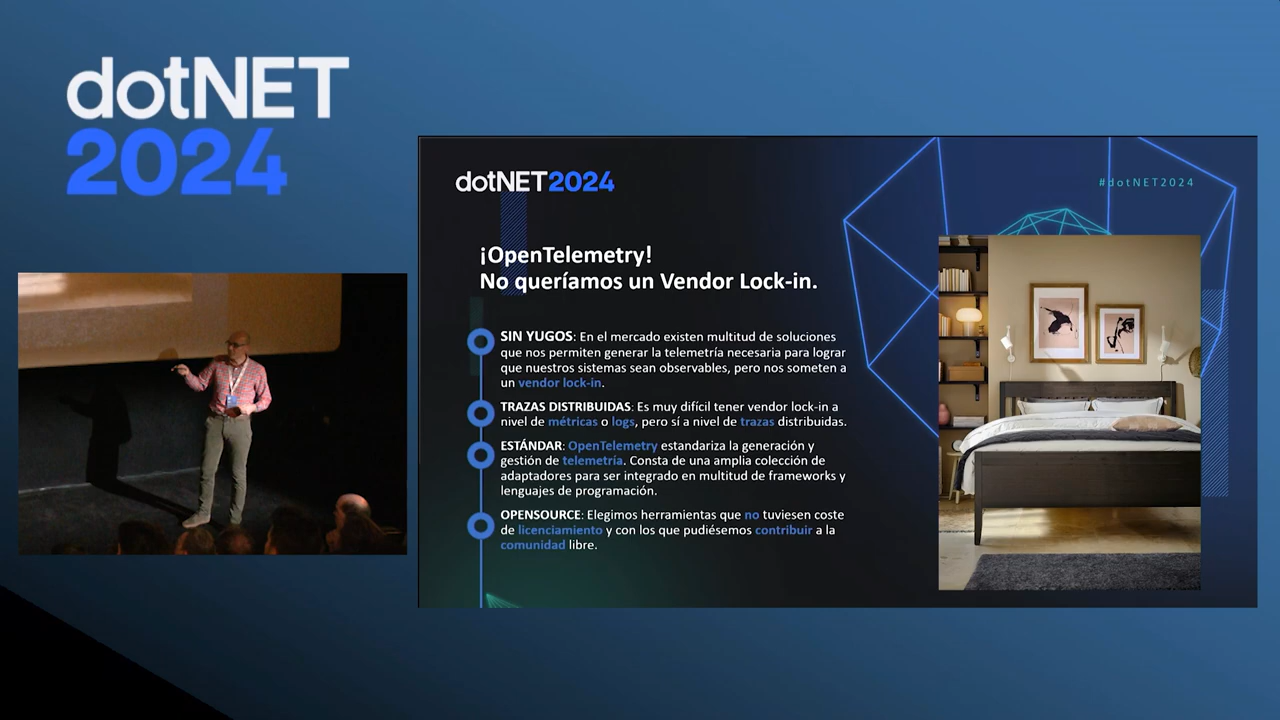 dotNET
2024
dotNET2024
#dotNET2024
¡OpenTelemetry!
No queríamos un Vendor Lock-in.
SIN YUGOS: En el mercado existen multitud de soluciones
que nos permiten generar la telemetría necesaria para lograr
que nuestros sistemas sean observables, pero nos someten a
un vendor lock-in.
TRAZAS DISTRIBUIDAS: Es muy difícil tener vendor lock-in a
nivel de métricas o logs, pero sí a nivel de trazas distribuidas.
ESTÁNDAR: OpenTelemetry estandariza la generación y
gestión de telemetría. Consta de una amplia colección de
adaptadores para ser integrado en multitud de frameworks y
lenguajes de programación.
OPENSOURCE: Elegimos herramientas que no tuviesen coste
de licenciamiento y con los que pudiésemos contribuir a la
comunidad libre.